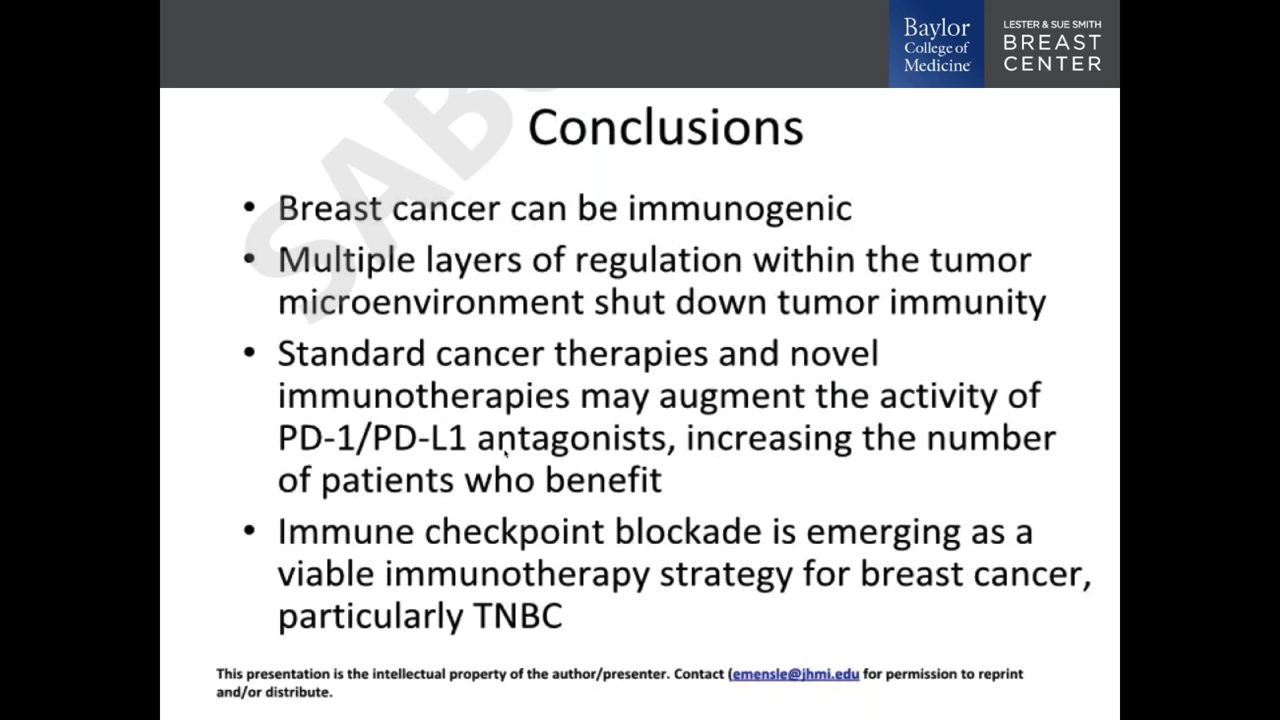 Baylor
College of
Medicine
LESTER & SUE SMITH
BREAST
CENTER
Conclusions
• Breast cancer can be immunogenic
• Multiple layers of regulation within the tumor
microenvironment shut down tumor immunity
• Standard cancer therapies and novel
immunotherapies may augment the activity of
PD-1/PD-L1 antagonists, increasing the number
of patients who benefit
• Immune checkpoint blockade is emerging as a
viable immunotherapy strategy for breast cancer,
particularly TNBC
This presentation is the intellectual property of the author/presenter. Contact (emensle@jhmi.edu for permission to reprint
and/or distribute.